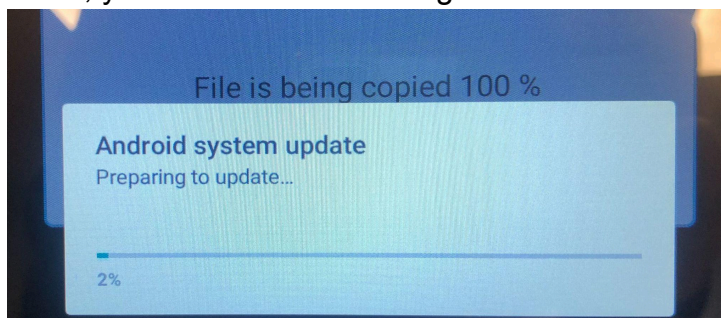 File is being copied 100 %
Android system update
Preparing to update...
2%